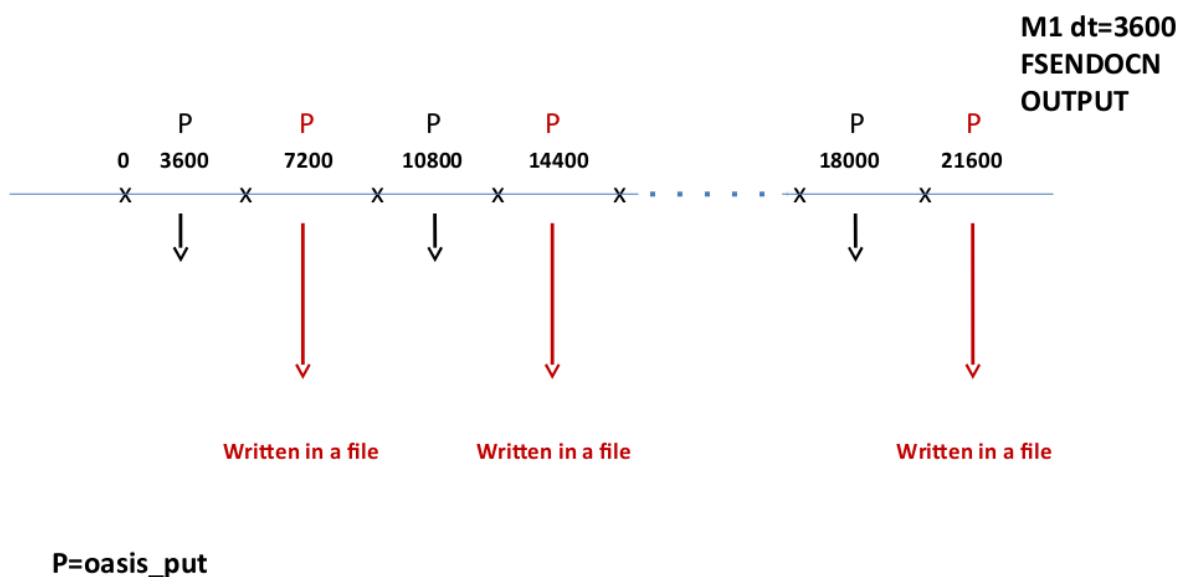 M1 dt=3600
FSENDOCN
OUTPUT
P P P P P P
0 3600 7200 10800 14400 18000 21600
x x x x x x x
Written in a file Written in a file Written in a file
P=oasis_put